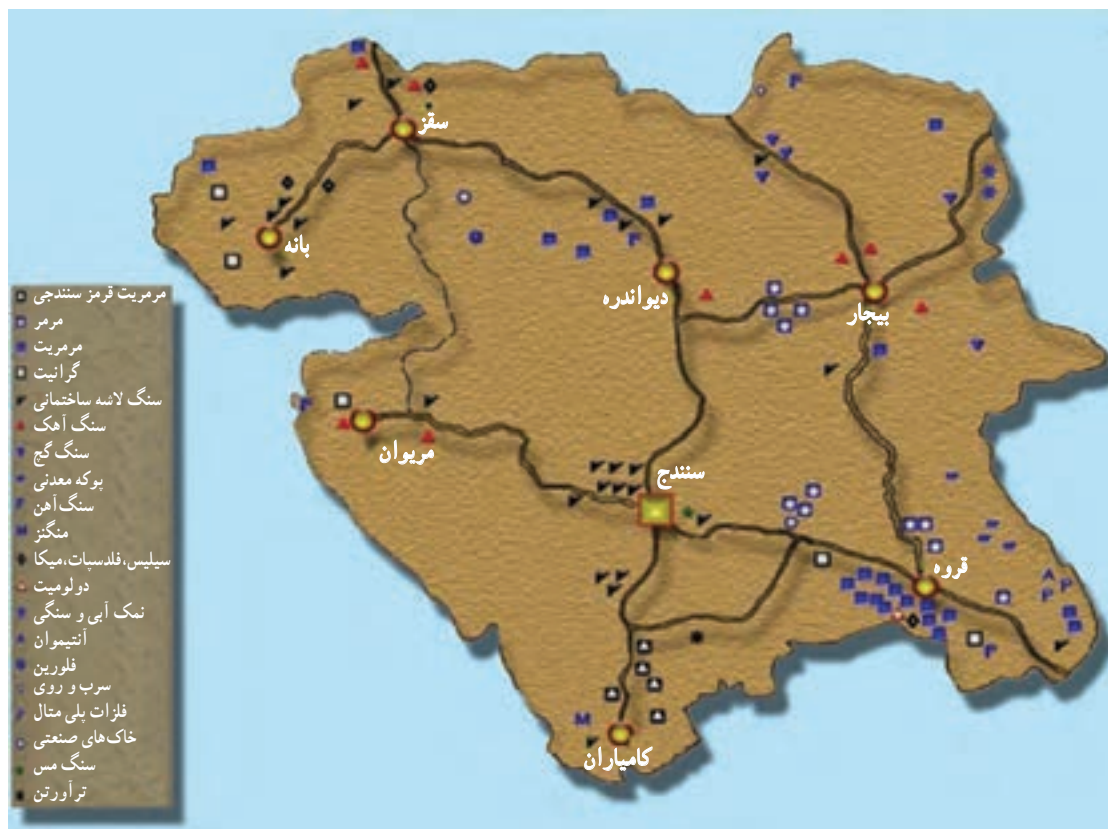 سقز
بانه
دیواندره
بیجار
مریوان
سنندج
قروه
کامیاران
مرمریت قرمز سنندجی
مرمر
مرمریت
گرانیت
سنگ لاشه ساختمانی
سنگ آهک
سنگ گچ
پوکه معدنی
سنگ آهن
منگنز
سیلیس،فلدسپات،میکا
دولومیت
نمک آبی و سنگی
آنتیموان
فلورین
سرب و روی
فلزات پلی متال
خاک‌های صنعتی
سنگ مس
ترآورتن